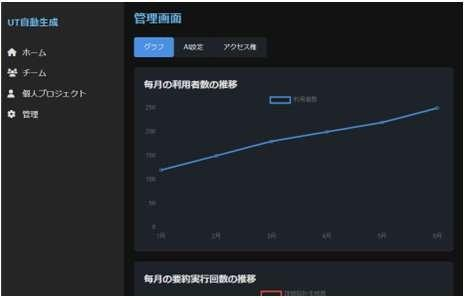 UT自動生成
ホーム
チーム
個人プロジェクト
管理
管理画面
グラフ
AI設定
アクセス権
毎月の利用者数の推移
利用者数
250
200
150
100
50
0
1月
2月
3月
4月
5月
6月
毎月の要約実行回数の推移